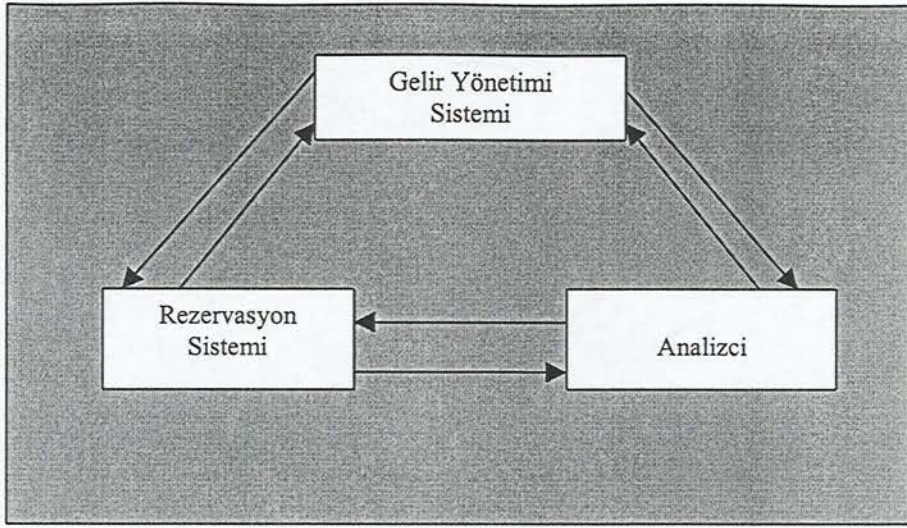 Gelir Yönetimi
Sistemi
Rezervasyon
Sistemi
Analizci